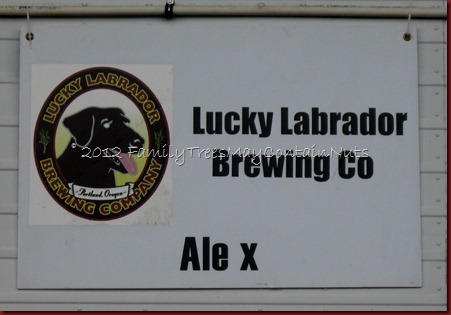 LUCKY LABRADOR
BREWING COMPANY
Portland, Oregon
Lucky Labrador
Brewing Co
Ale x
2012 FamilyTreesMayContainNuts